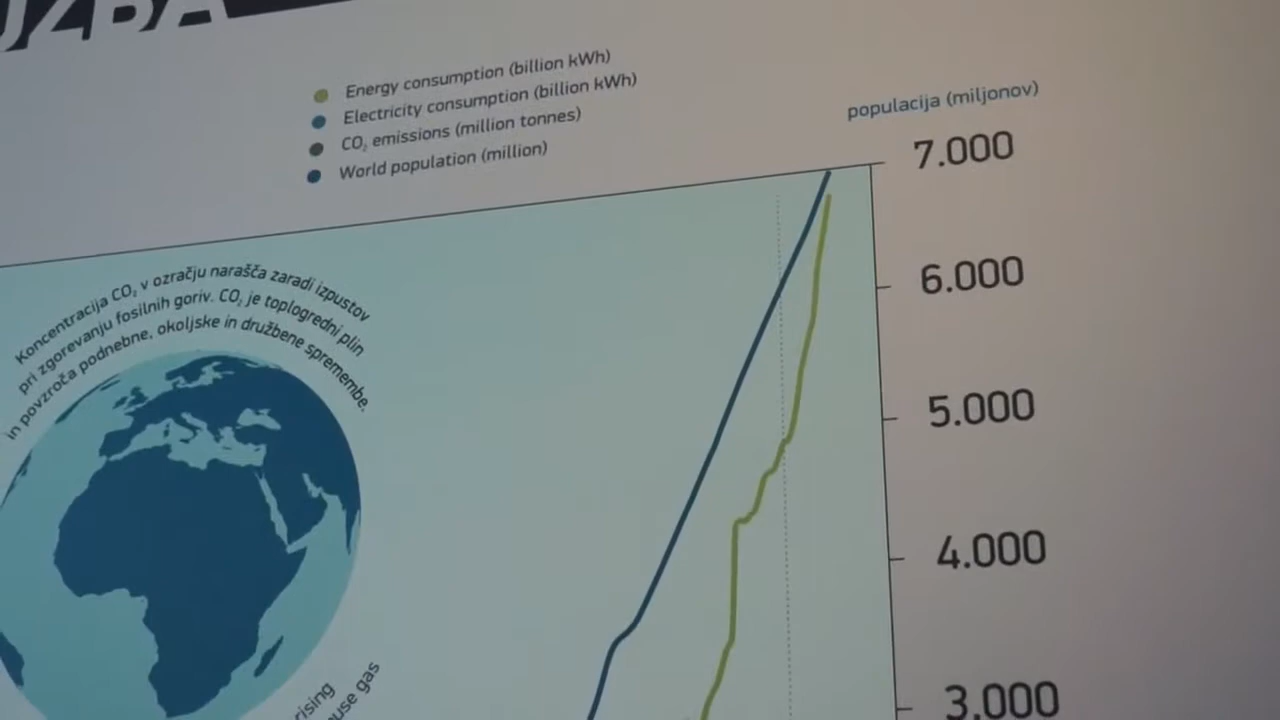 Energy consumption (billion kWh)
Electricity consumption (billion kWh)
CO₂ emissions (million tonnes)
World population (million)
populacija (miljonov)
7.000
6.000
5.000
4.000
3.000
Koncentracija CO₂ v ozračju narašča zaradi izpustov
pri zgorevanju fosilnih goriv. CO₂ je toplogredni plin
in povzroča podnebne, okoljske in družbene spremembe.
rising
use gas